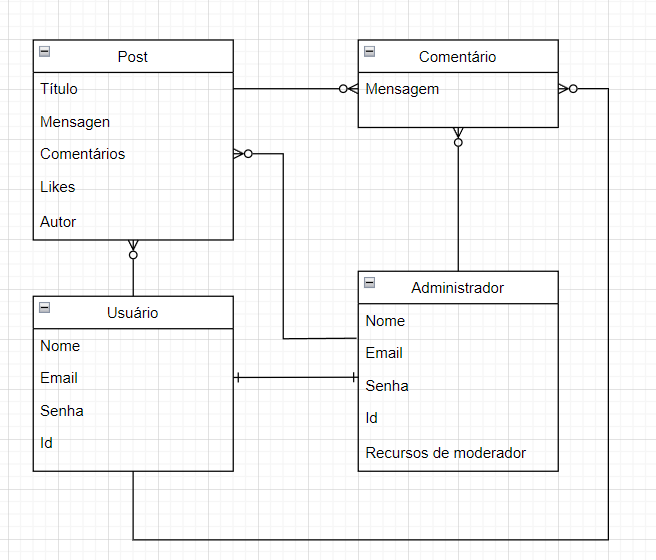 Post
Título
Mensagen
Comentários
Likes
Autor
Comentário
Mensagem
Usuário
Nome
Email
Senha
Id
Administrador
Nome
Email
Senha
Id
Recursos de moderador